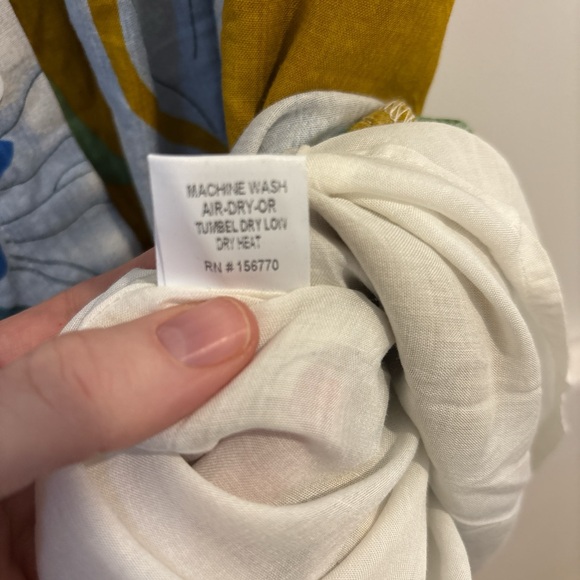 MACHINE WASH
AIR-DRY-OR
TUMBEL DRY LOW
DRY HEAT
RN # 156770